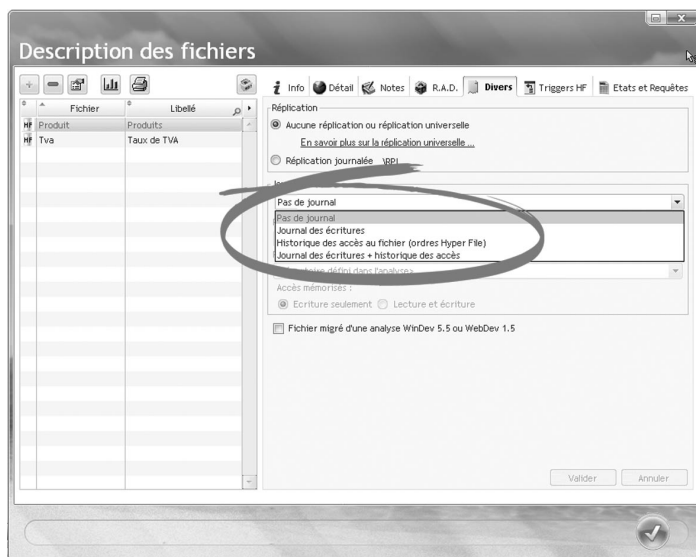 Description des fichiers
Info
Détail
Notes
R.A.D.
Divers
Triggers HF
Etats et Requêtes
Fichier
Libellé
HF Produit Produits
HF Tva Taux de TVA
Réplication
Aucune réplication ou réplication universelle
En savoir plus sur la réplication universelle ...
Réplication journalée
Pas de journal
Pas de journal
Journal des écritures
Historique des accès au fichier (ordres Hyper File)
Journal des écritures + historique des accès
défini dans l'analyse>
Accès mémorisés :
Ecriture seulement
Lecture et écriture
Fichier migré d'une analyse WinDev 5.5 ou WebDev 1.5
Valider
Annuler